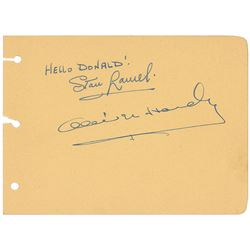 HELLO DONALD!
Stan Laurel.
Oliver Hardy